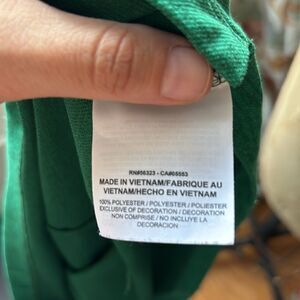 RN#56323 - CA#05553
MADE IN VIETNAM/FABRIQUE AU
VIETNAM/HECHO EN VIETNAM
100% POLYESTER / POLYESTER / POLIESTER
EXCLUSIVE OF DECORATION / DECORATION
NON COMPRISE / NO INCLUYE LA
DECORACION